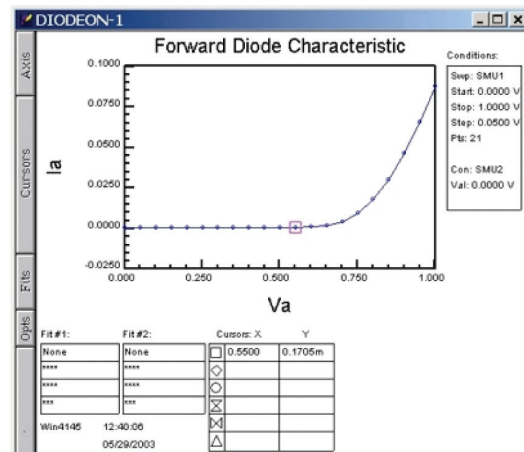 DIODEON-1
Axis
Cursors
Fits
Opts
Forward Diode Characteristic
Ia
0.1000
0.0750
0.0500
0.0250
0.0000
-0.0250
0.000
0.250
0.500
0.750
1.000
Va
Conditions:
Swp: SMU1
Start: 0.0000 V
Stop: 1.0000 V
Step: 0.0500 V
Pts: 21
Con: SMU2
Val: 0.0000 V
Fit#1: Fit#2: Cursors: X Y
None None 0.5500 0.1705m
**** ****
**** ****
*** ***
Win4145 12:40:06
05/29/2003